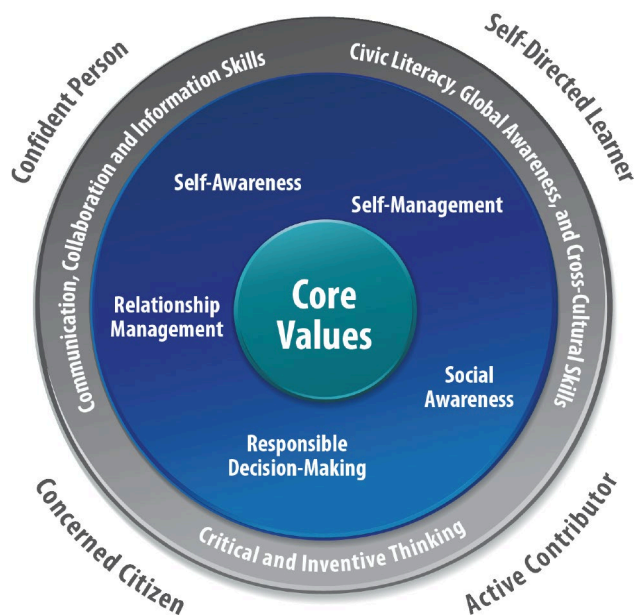 Confident Person
Self-Directed Learner
Communication, Collaboration and Information Skills
Civic Literacy, Global Awareness, and Cross-Cultural Skills
Self-Awareness
Self-Management
Core
Values
Relationship
Management
Social
Awareness
Responsible
Decision-Making
Critical and Inventive Thinking
Concerned Citizen
Active Contributor